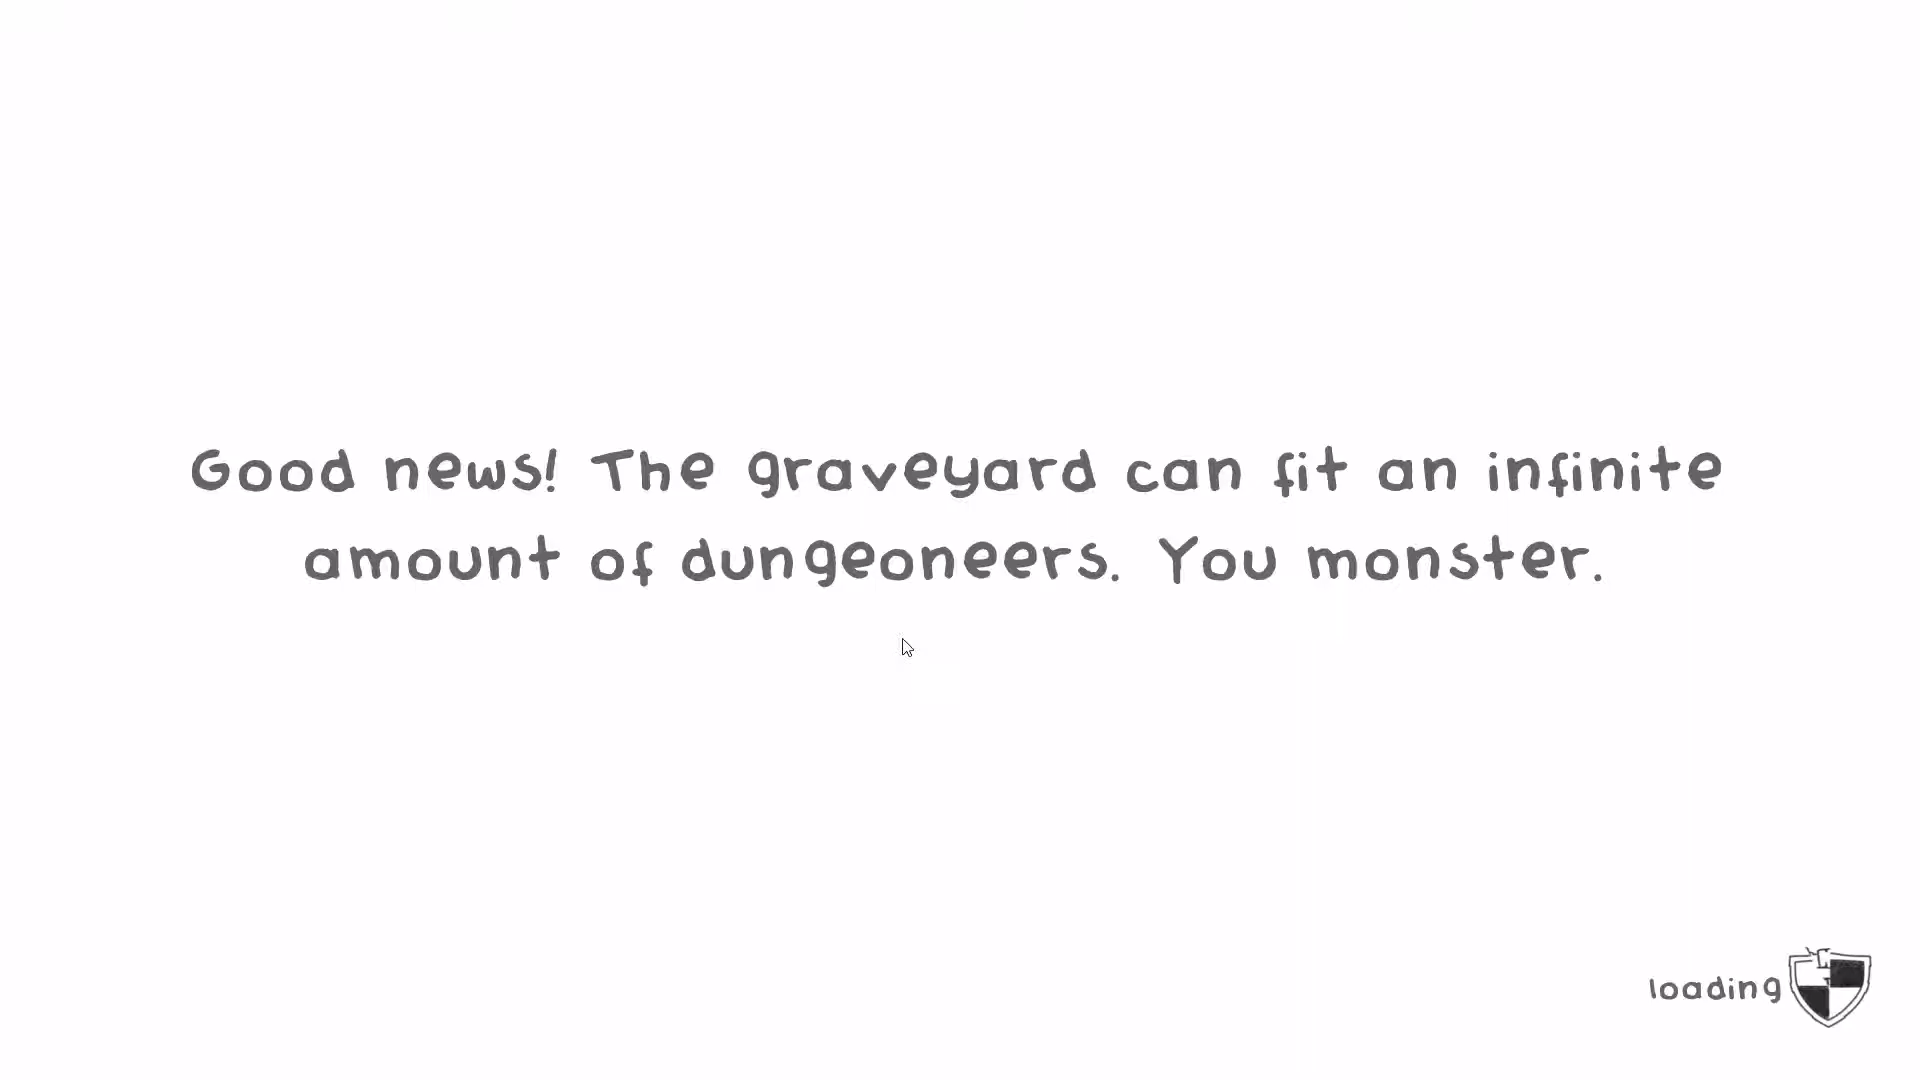 Good news! The graveyard can fit an infinite
amount of dungeoneers. You monster.
loading